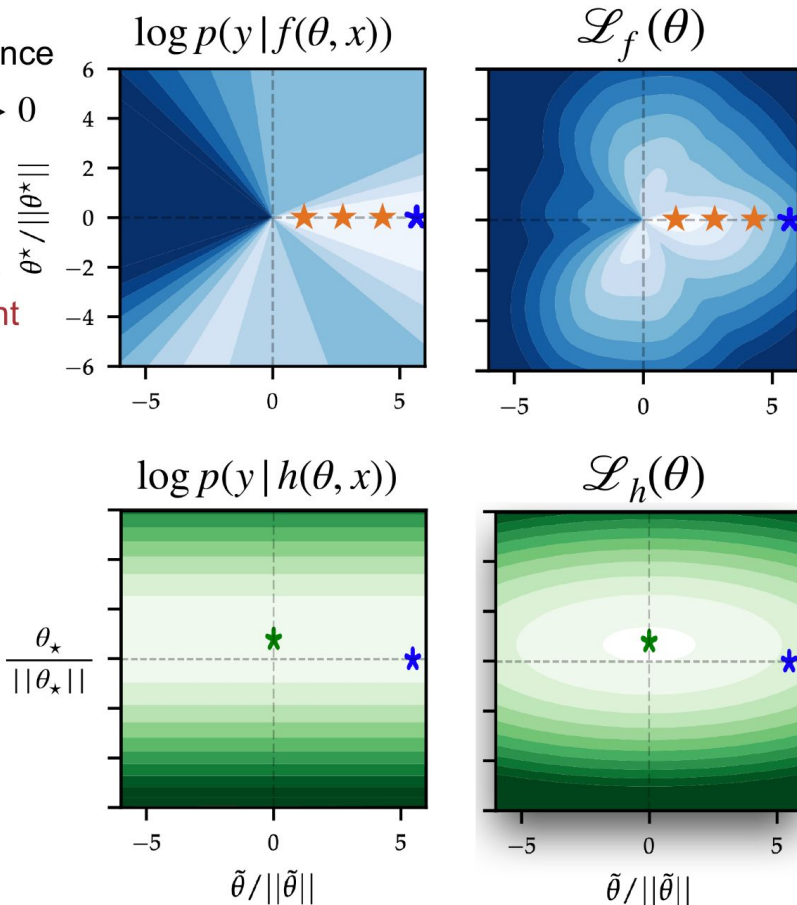 log p(y | f(θ, x))
ℒ_f (θ)
nce
→ 0
nt
θ* / ||θ*||
6
4
2
0
−2
−4
−6
−5 0 5
−5 0 5
log p(y | h(θ, x))
ℒ_h(θ)
θ⋆
||θ⋆||
−5 0 5
−5 0 5
θ̃ / ||θ̃||
θ̃ / ||θ̃||